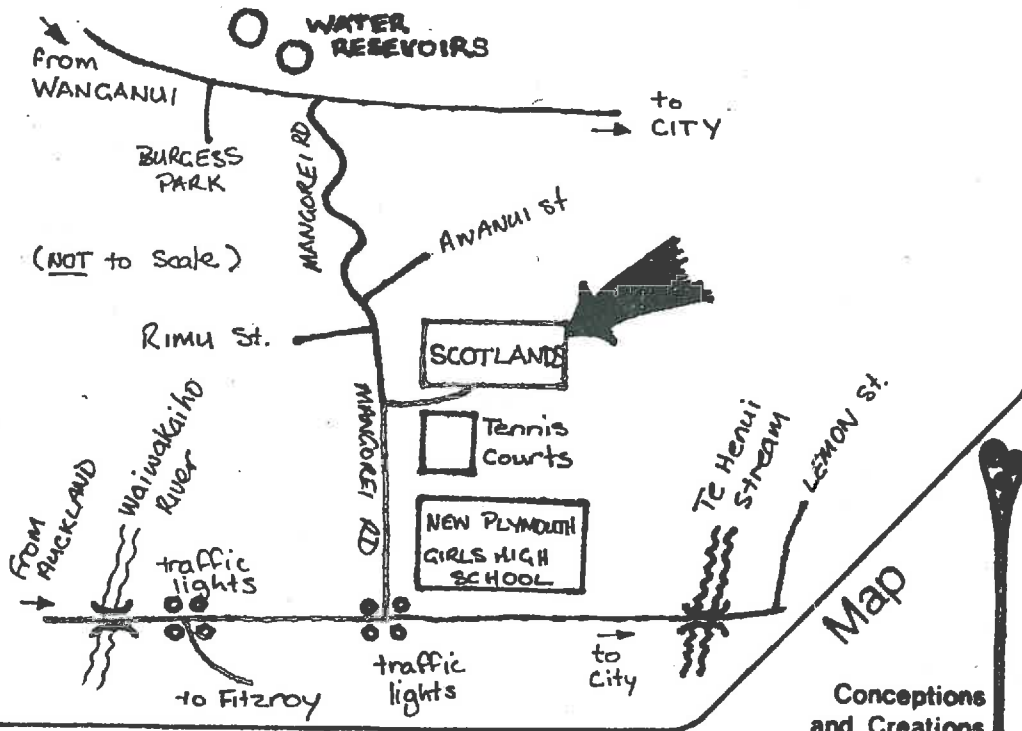 WATER
RESEVOIRS
from
WANGANUI
to
CITY
BURGESS
PARK
MANGOREI RD
AWANUI St
(NOT to Scale)
RIMU St.
SCOTLANDS
MANGOREI RD
Tennis
Courts
NEW PLYMOUTH
GIRLS HIGH
SCHOOL
from
AUCKLAND
Waiwakaiho
River
traffic
lights
to Fitzroy
traffic
lights
to
City
Te Henui
Stream
LEMON St.
Map
Conceptions
and Creations